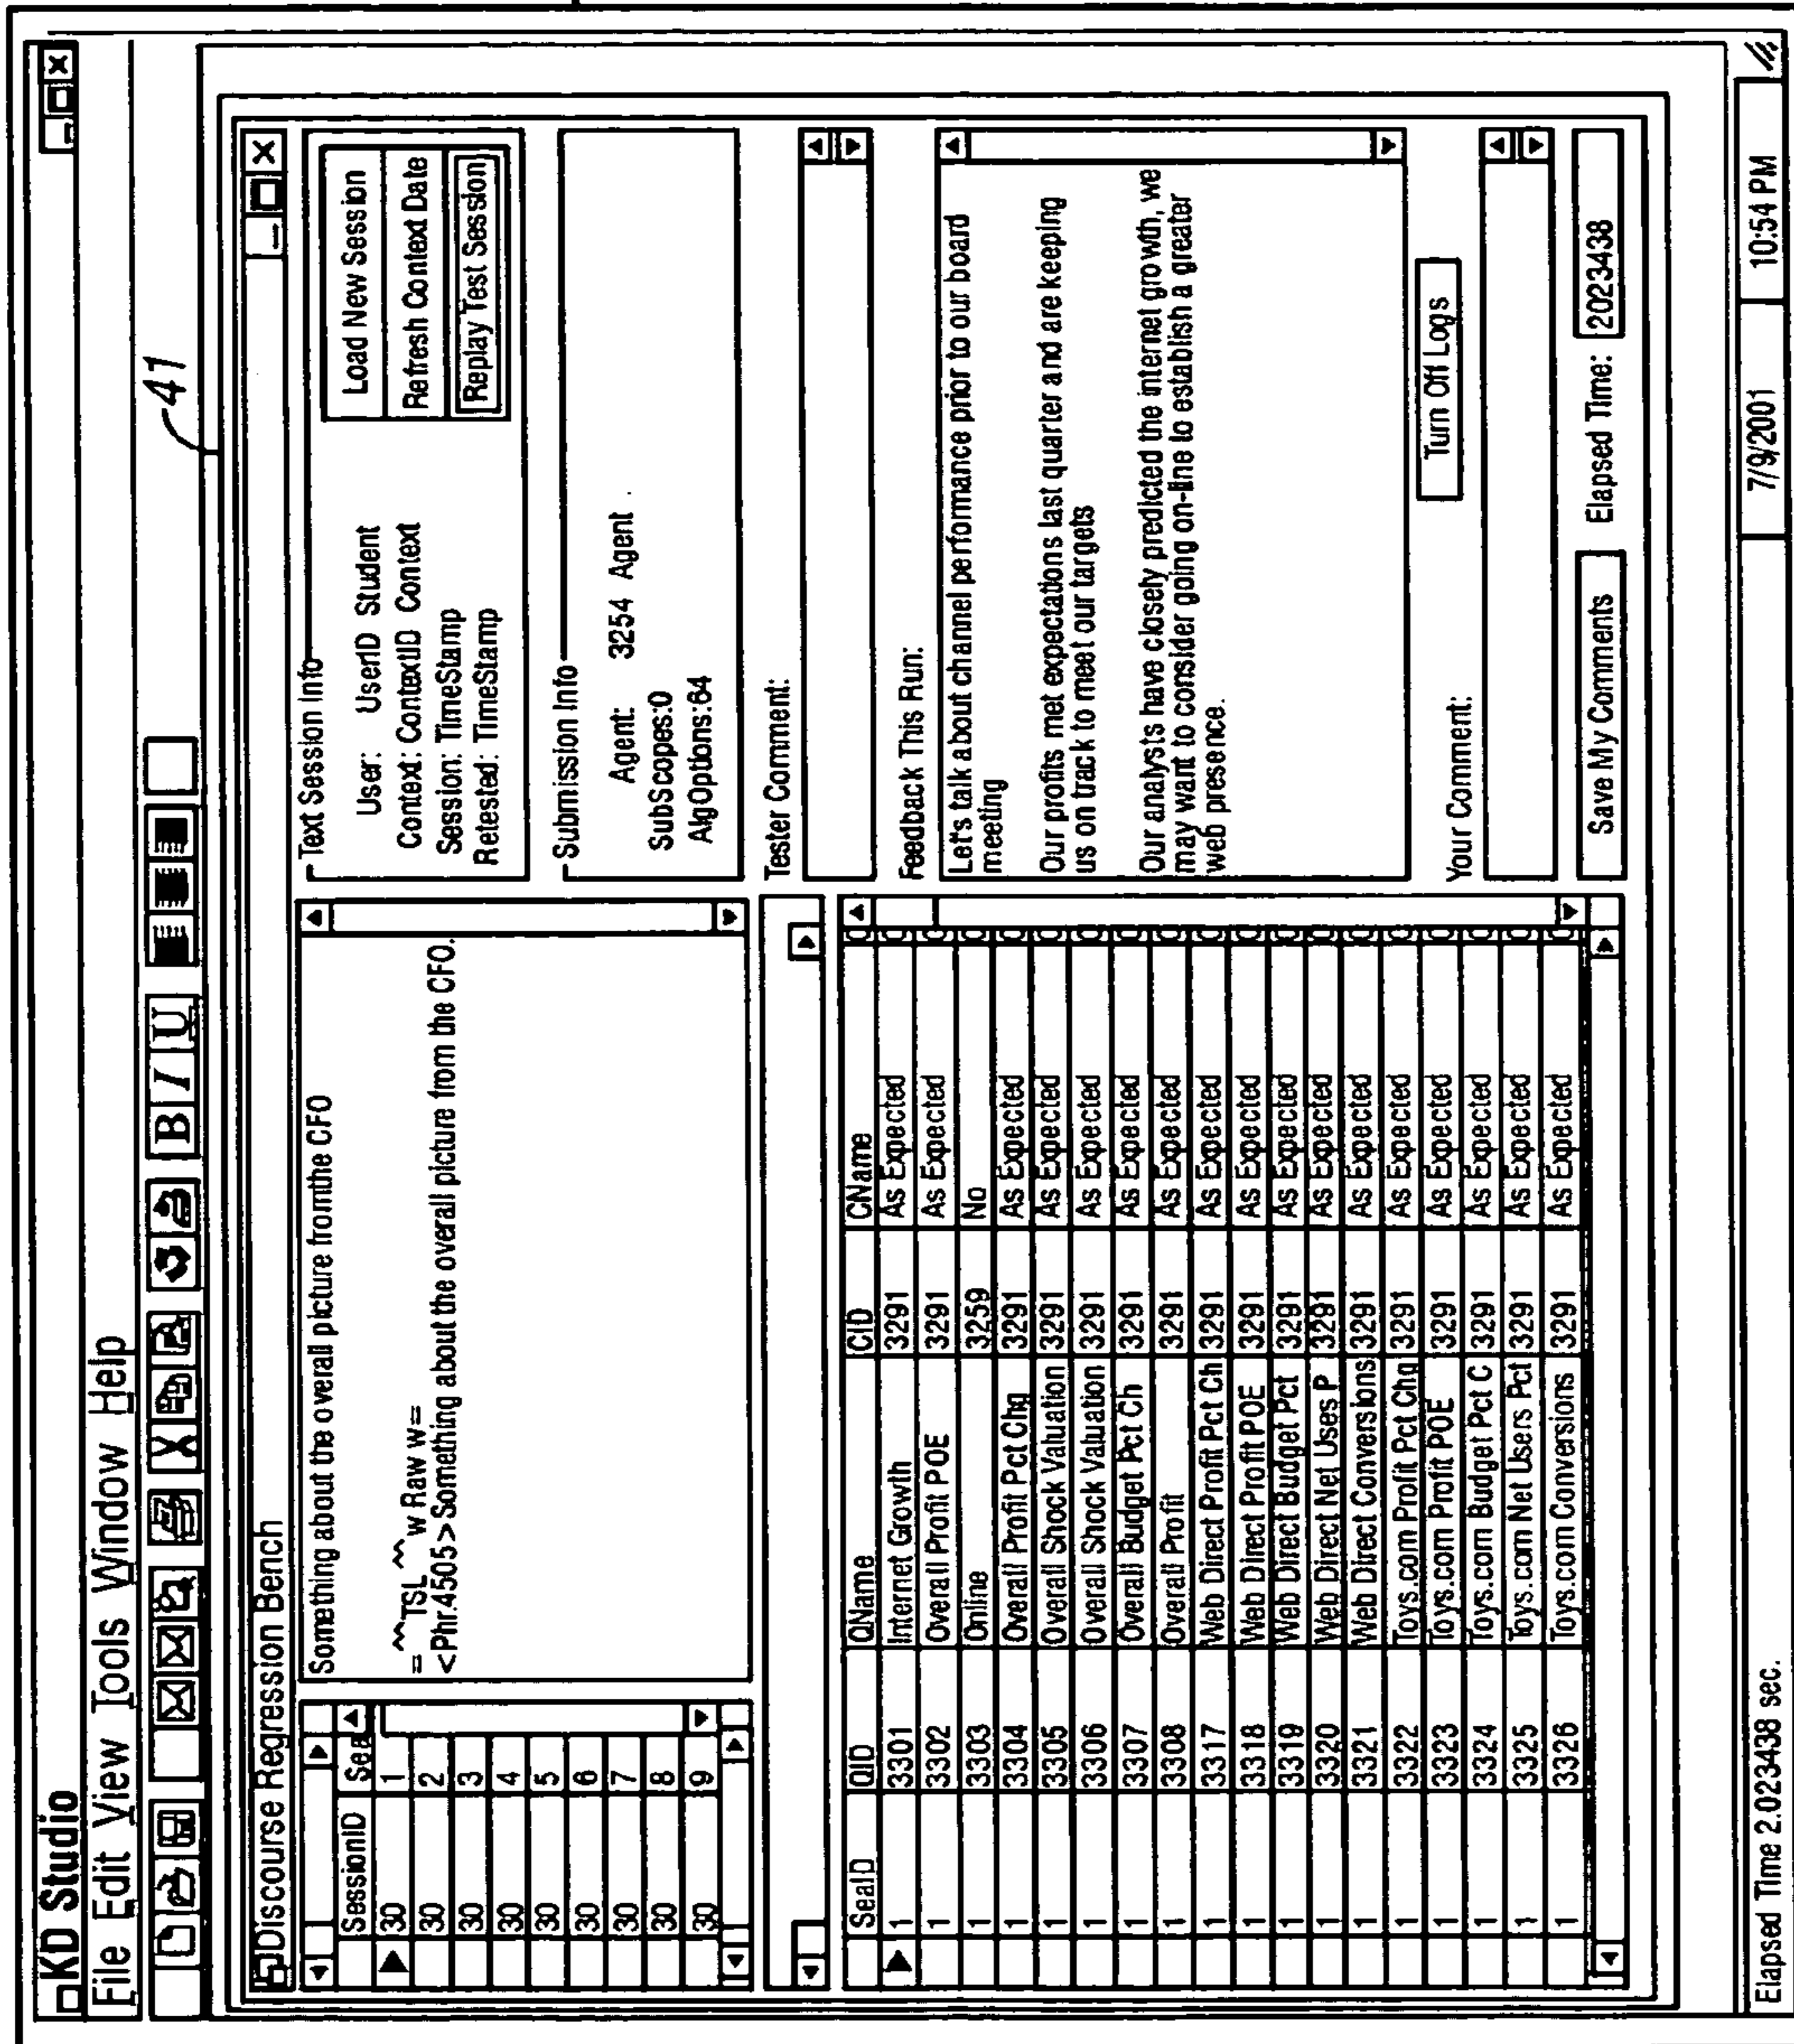 KD Studio
File Edit View Tools Window Help
B I U
41
Discourse Regression Bench
SessionID Sea
30 1
30 2
30 3
30 4
30 5
30 6
30 7
30 8
30 9
Something about the overall picture fromthe CFO
= ^^TSL^^w Raw w=
<Phr.4505>Something about the overall picture from the CFO.
Text Session Info
User: UserID Student
Context: ContextID Context
Session: TimeStamp
Retested: TimeStamp
Load New Session
Refresh Context Date
Replay Test Session
Submission Info
Agent: 3254 Agent .
SubScopes:0
AlgOptions:64
Tester Comment:
Feedback This Run:
Let's talk about channel performance prior to our board
meeting
Our profits met expectations last quarter and are keeping
us on track to meet our targets
Our analysts have closely predicted the internet growth, we
may want to consider going on-line to establish a greater
web presence.
Turn Off Logs
Your Comment:
Save My Comments Elapsed Time: 2023438
SeaID QID QName CID CName
1 3301 Internet Growth 3291 As Expected
1 3302 Overall Profit POE 3291 As Expected
1 3303 Online 3259 No
1 3304 Overall Profit Pct Chg 3291 As Expected
1 3305 Overall Shock Valuation 3291 As Expected
1 3306 Overall Shock Valuation 3291 As Expected
1 3307 Overall Budget Pct Ch 3291 As Expected
1 3308 Overall Profit 3291 As Expected
1 3317 Web Direct Profit Pct Ch 3291 As Expected
1 3318 Web Direct Profit POE 3291 As Expected
1 3319 Web Direct Budget Pct 3291 As Expected
1 3320 Web Direct Net Uses P 3291 As Expected
1 3321 Web Direct Conversions 3291 As Expected
1 3322 Toys.com Profit Pct Chg 3291 As Expected
1 3323 Toys.com Profit POE 3291 As Expected
1 3324 Toys.com Budget Pct C 3291 As Expected
1 3325 Toys.com Net Users Pct 3291 As Expected
1 3326 Toys.com Conversions 3291 As Expected
Elapsed Time 2.023438 sec. 7/9/2001 10:54 PM